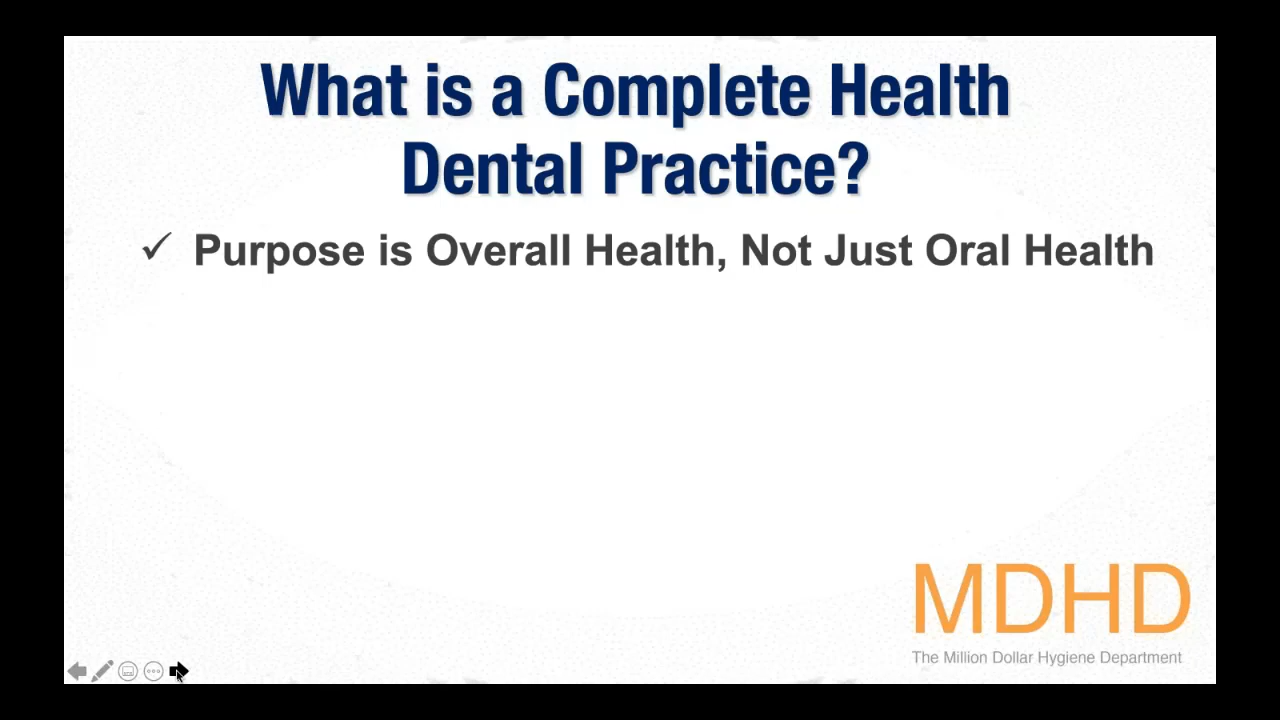 What is a Complete Health
Dental Practice?
✓ Purpose is Overall Health, Not Just Oral Health
MDHD
The Million Dollar Hygiene Department